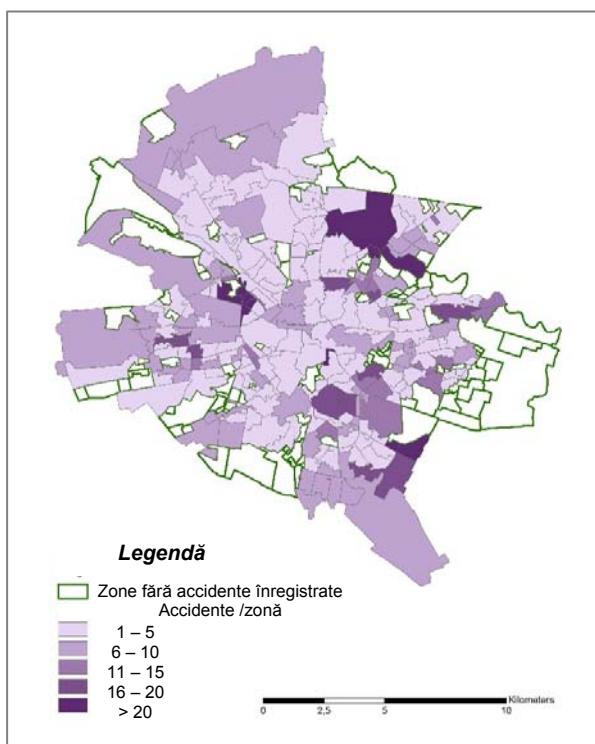 Legendă
Zone fără accidente înregistrate
Accidente /zonă
1 – 5
6 – 10
11 – 15
16 – 20
> 20
Kilometers
0 2,5 5 10